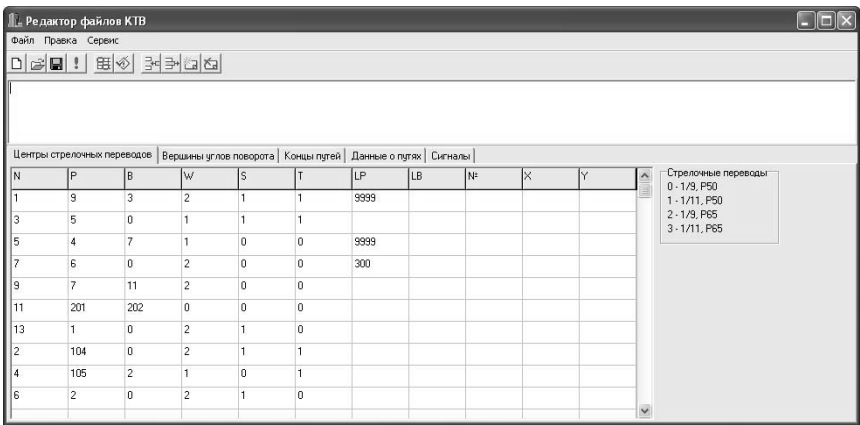 Редактор файлов КТВ
Файл Правка Сервис
Центры стрелочных переводов Вершины углов поворота Концы путей Данные о путях Сигналы
N P B W S T LP LB № X Y
1 9 3 2 1 1 9999
3 5 0 1 1 1
5 4 7 1 0 0 9999
7 6 0 2 0 0 300
9 7 11 2 0 0
11 201 202 0 0 0
13 1 0 2 1 0
2 104 0 2 1 1
4 105 2 1 0 1
6 2 0 2 1 0
Стрелочные переводы
0 - 1/9, P50
1 - 1/11, P50
2 - 1/9, P65
3 - 1/11, P65